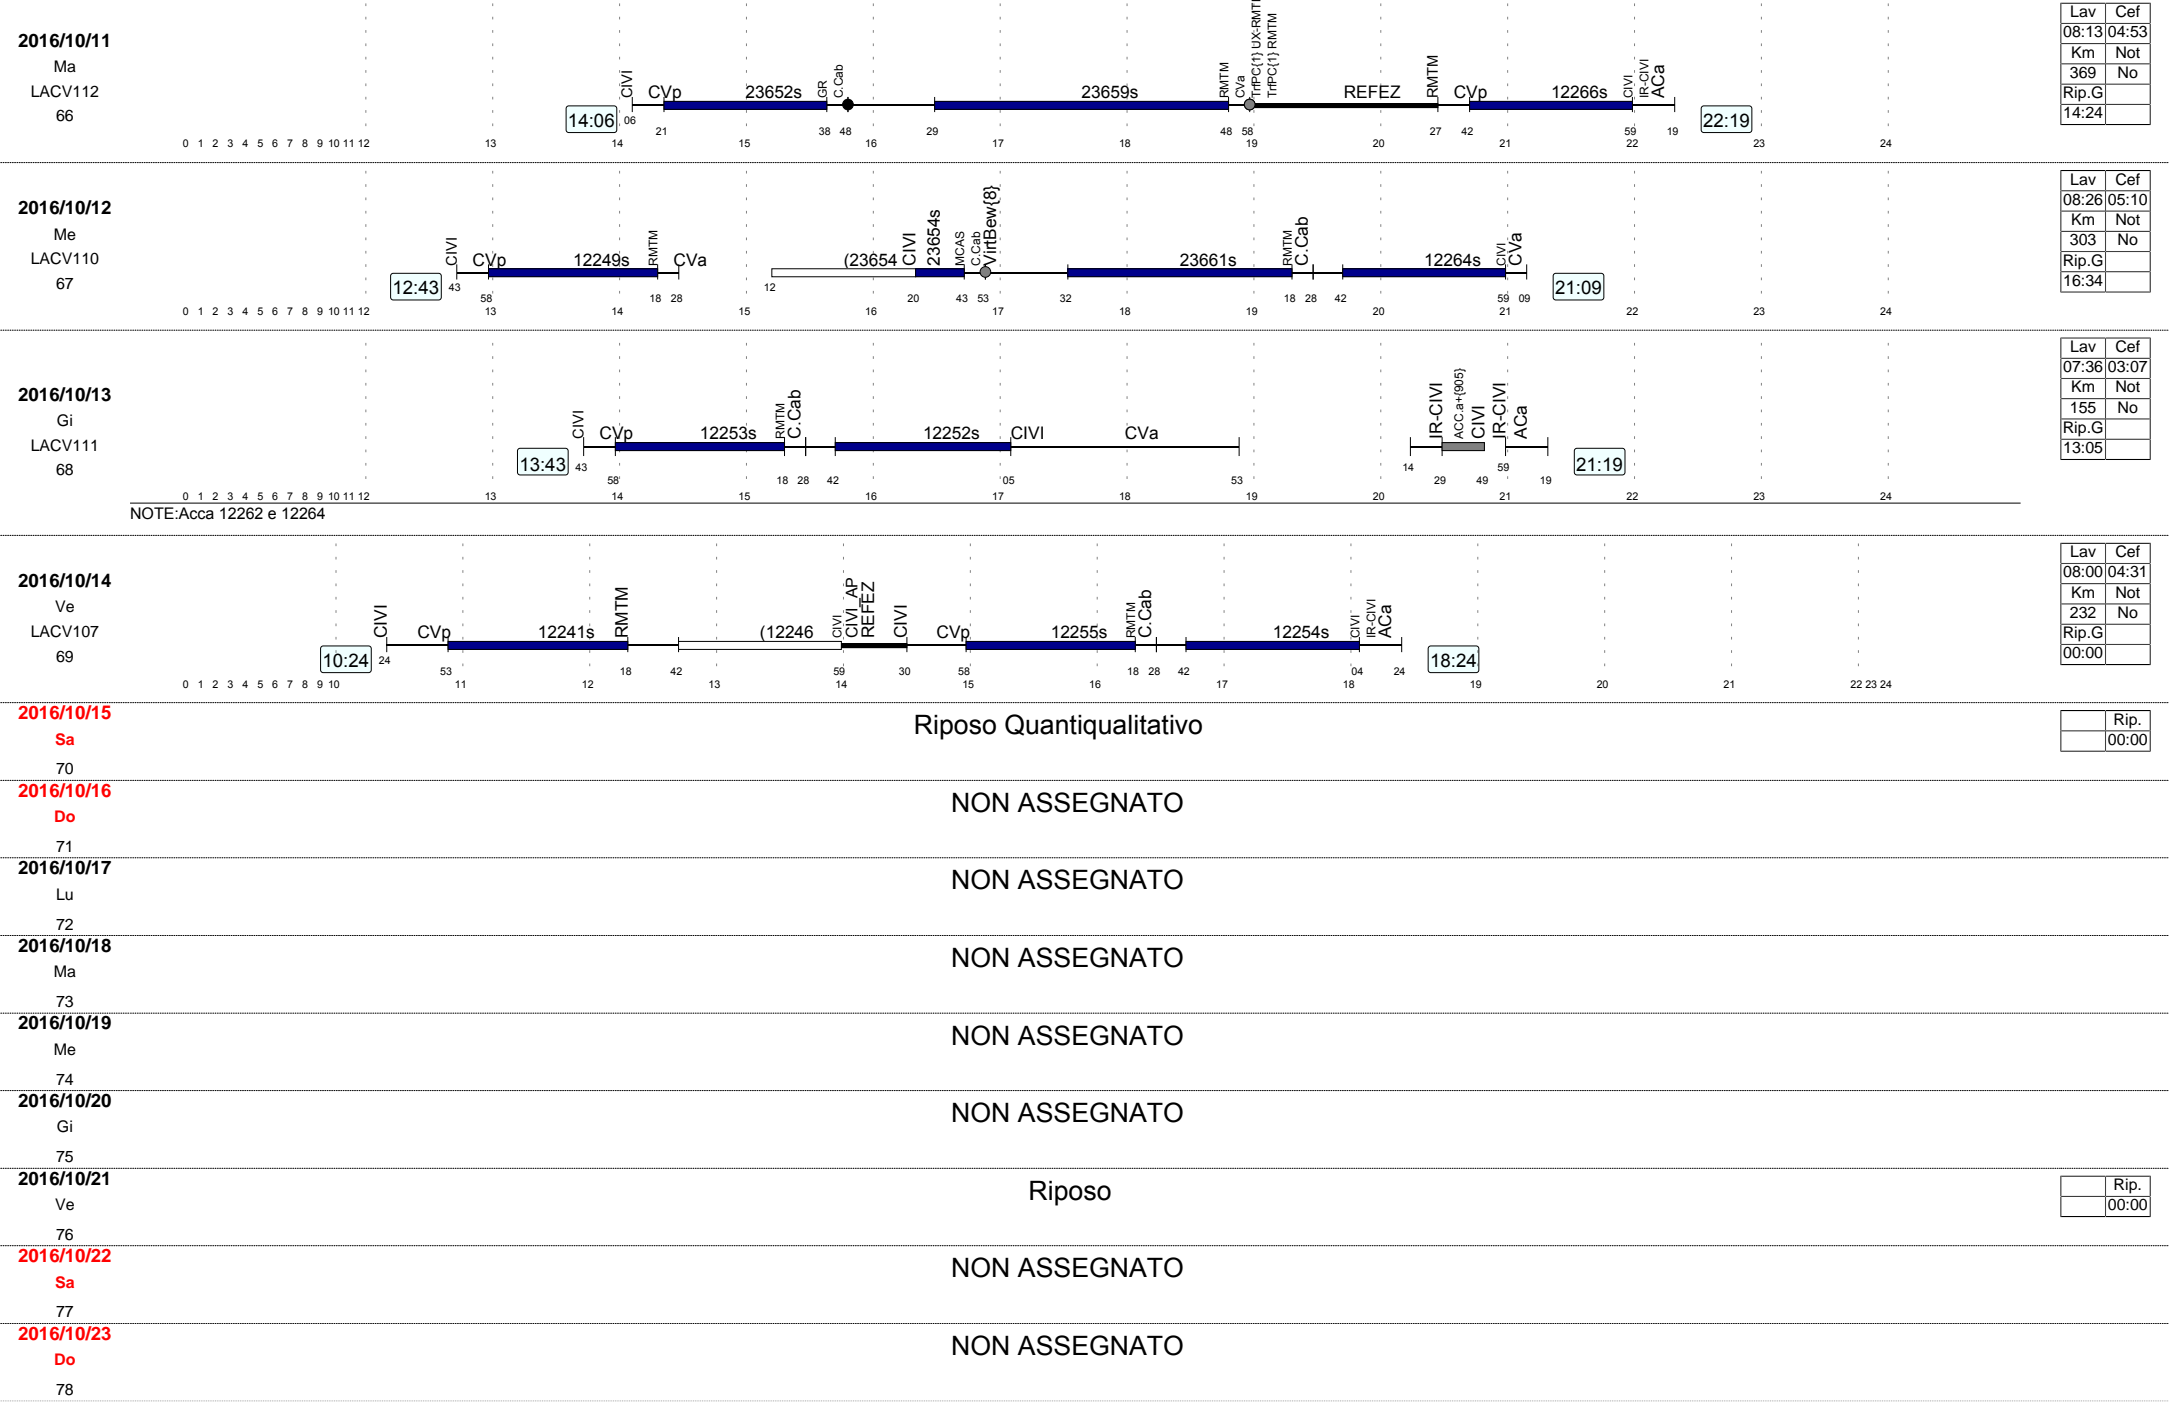 2016/10/11
Ma
LACV112
66
14:06
CIVI CVp 23652s GR C.Cab 23659s RMTM CVa TrfPC{1} RMTM REFEZ RMTM CVp 12266s CIVI IR-CIVI ACa
06 21 38 48 29 48 58 27 42 59 19
22:19
0 1 2 3 4 5 6 7 8 9 10 11 12 13 14 15 16 17 18 19 20 21 22 23 24
Lav Cef
08:13 04:53
Km Not
369 No
Rip.G
14:24
2016/10/12
Me
LACV110
67
12:43
CIVI CVp 12249s RMTM CVa (23654 CIVI 23654s MCAS C.Cab VirtBew{8} 23661s RMTM C.Cab 12264s CIVI CVa
43 58 18 28 12 20 43 53 32 18 28 42 59 09
21:09
0 1 2 3 4 5 6 7 8 9 10 11 12 13 14 15 16 17 18 19 20 21 22 23 24
Lav Cef
08:26 05:10
Km Not
303 No
Rip.G
16:34
2016/10/13
Gi
LACV111
68
13:43
CIVI CVp 12253s RMTM C.Cab 12252s CIVI CVa IR-CIVI ACC.a+{905} CIVI IR-CIVI ACa
43 58 18 28 42 05 53 14 29 49 59 19
21:19
0 1 2 3 4 5 6 7 8 9 10 11 12 13 14 15 16 17 18 19 20 21 22 23 24
NOTE:Acca 12262 e 12264
Lav Cef
07:36 03:07
Km Not
155 No
Rip.G
13:05
2016/10/14
Ve
LACV107
69
10:24
CIVI CVp 12241s RMTM (12246 CIVI CIVI_AP REFEZ CIVI CVp 12255s RMTM C.Cab 12254s CIVI IR-CIVI ACa
24 53 18 42 59 30 58 18 28 42 04 24
18:24
0 1 2 3 4 5 6 7 8 9 10 11 12 13 14 15 16 17 18 19 20 21 22 23 24
Lav Cef
08:00 04:31
Km Not
232 No
Rip.G
00:00
2016/10/15
Sa
70
Riposo Quantiqualitativo
Rip.
00:00
2016/10/16
Do
71
NON ASSEGNATO
2016/10/17
Lu
72
NON ASSEGNATO
2016/10/18
Ma
73
NON ASSEGNATO
2016/10/19
Me
74
NON ASSEGNATO
2016/10/20
Gi
75
NON ASSEGNATO
2016/10/21
Ve
76
Riposo
Rip.
00:00
2016/10/22
Sa
77
NON ASSEGNATO
2016/10/23
Do
78
NON ASSEGNATO